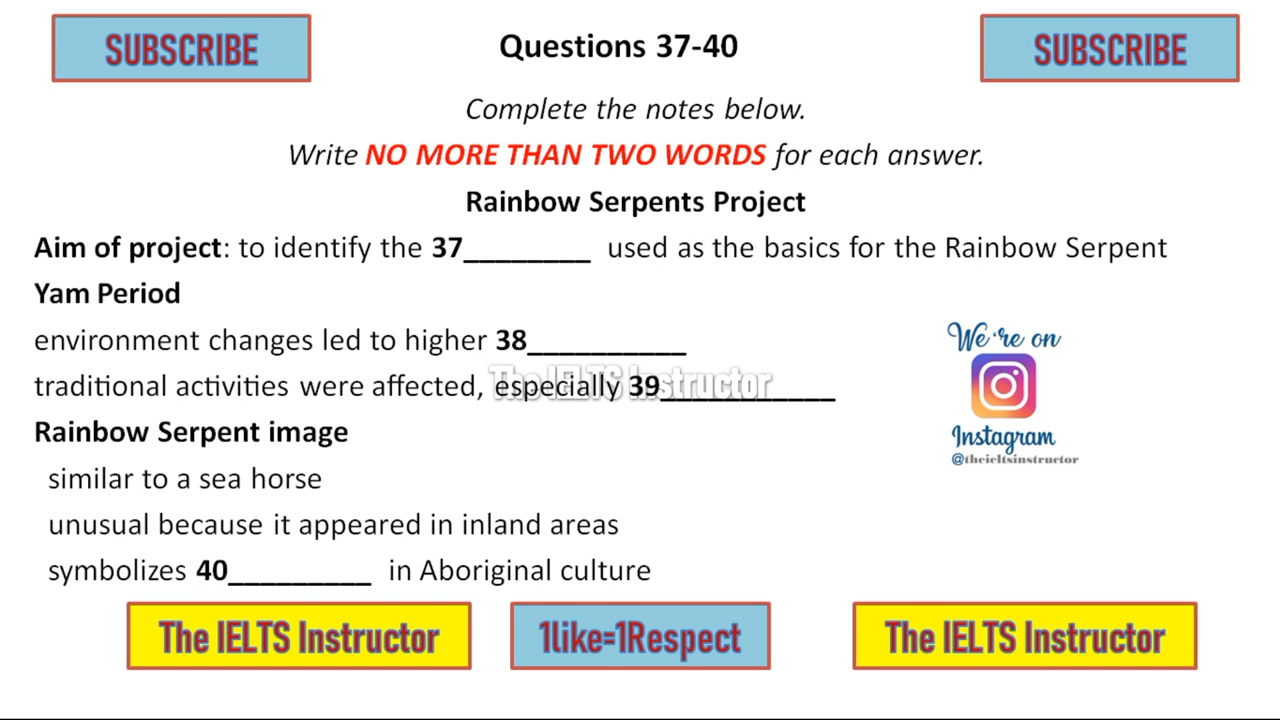 SUBSCRIBE
Questions 37-40
SUBSCRIBE
Complete the notes below.
Write NO MORE THAN TWO WORDS for each answer.
Rainbow Serpents Project
Aim of project: to identify the 37________ used as the basics for the Rainbow Serpent
Yam Period
environment changes led to higher 38__________
traditional activities were affected, especially 39___________
The IELTS Instructor
Rainbow Serpent image
similar to a sea horse
unusual because it appeared in inland areas
symbolizes 40_________ in Aboriginal culture
We're on
Instagram
@theieltsinstructor
The IELTS Instructor
1like=1Respect
The IELTS Instructor